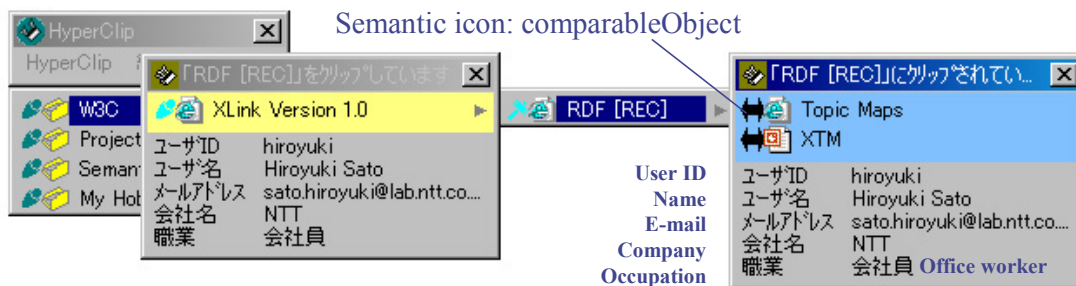 Semantic icon: comparableObject
HyperClip
HyperClip
W3C
Project
Seman
My Hob
「RDF [REC]」をクリップしています
XLink Version 1.0
ユーザID hiroyuki
ユーザ名 Hiroyuki Sato
メールアドレス sato.hiroyuki@lab.ntt.co....
会社名 NTT
職業 会社員
RDF [REC]
User ID
Name
E-mail
Company
Occupation
「RDF [REC]」にクリップされてい...
Topic Maps
XTM
ユーザID hiroyuki
ユーザ名 Hiroyuki Sato
メールアドレス sato.hiroyuki@lab.ntt.co....
会社名 NTT
職業 会社員 Office worker